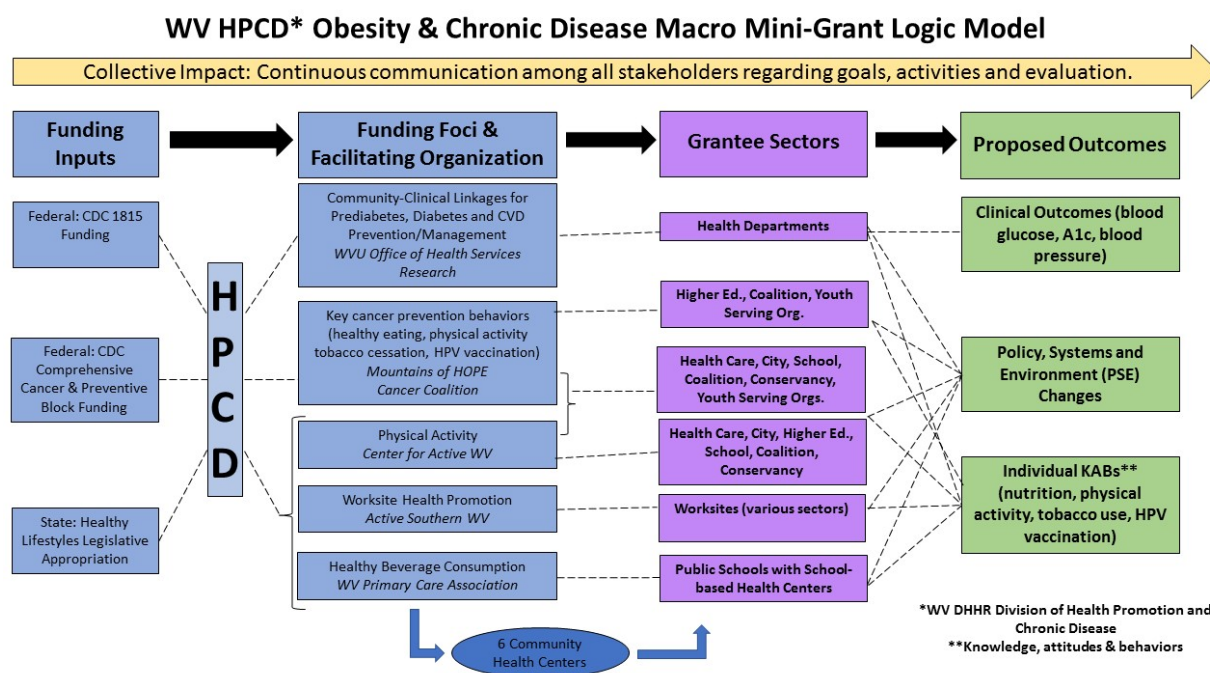 WV HPCD* Obesity & Chronic Disease Macro Mini-Grant Logic Model
Collective Impact: Continuous communication among all stakeholders regarding goals, activities and evaluation.
Funding
Inputs
Funding Foci &
Facilitating Organization
Grantee Sectors
Proposed Outcomes
Federal: CDC 1815
Funding
Federal: CDC
Comprehensive
Cancer & Preventive
Block Funding
State: Healthy
Lifestyles Legislative
Appropriation
H
P
C
D
Community-Clinical Linkages for
Prediabetes, Diabetes and CVD
Prevention/Management
WVU Office of Health Services
Research
Key cancer prevention behaviors
(healthy eating, physical activity
tobacco cessation, HPV vaccination)
Mountains of HOPE
Cancer Coalition
Physical Activity
Center for Active WV
Worksite Health Promotion
Active Southern WV
Healthy Beverage Consumption
WV Primary Care Association
6 Community
Health Centers
Health Departments
Higher Ed., Coalition, Youth
Serving Org.
Health Care, City, School,
Coalition, Conservancy,
Youth Serving Orgs.
Health Care, City, Higher Ed.,
School, Coalition,
Conservancy
Worksites (various sectors)
Public Schools with School-
based Health Centers
Clinical Outcomes (blood
glucose, A1c, blood
pressure)
Policy, Systems and
Environment (PSE)
Changes
Individual KABs**
(nutrition, physical
activity, tobacco use, HPV
vaccination)
*WV DHHR Division of Health Promotion and
Chronic Disease
**Knowledge, attitudes & behaviors